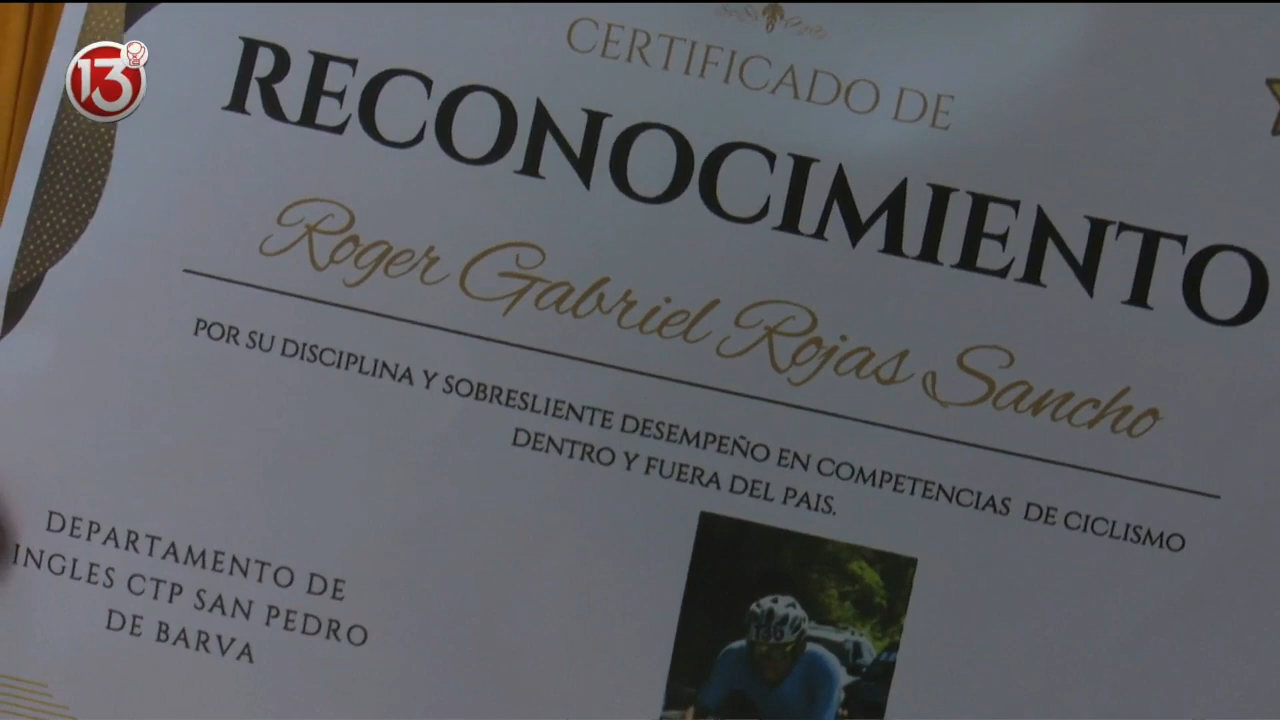 13
CERTIFICADO DE
RECONOCIMIENTO
Roger Gabriel Rojas Sancho
POR SU DISCIPLINA Y SOBRESLIENTE DESEMPEÑO EN COMPETENCIAS DE CICLISMO
DENTRO Y FUERA DEL PAIS.
DEPARTAMENTO DE
INGLES CTP SAN PEDRO
DE BARVA
136